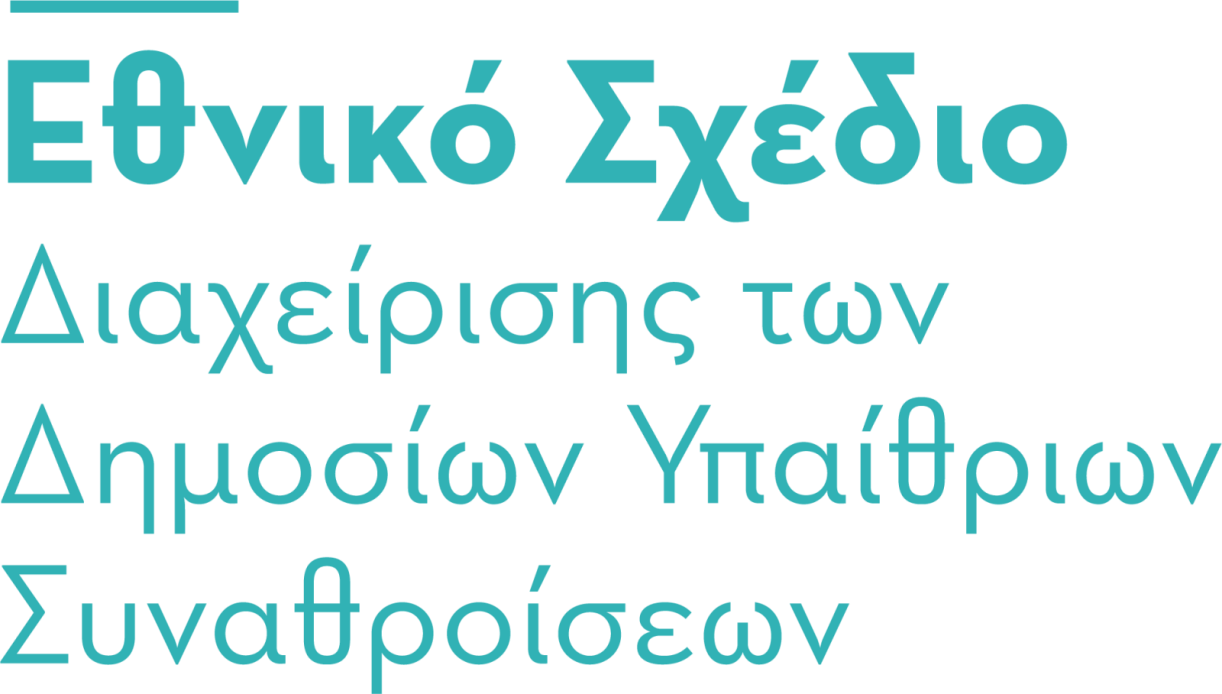 Εθνικό Σχέδιο
Διαχείρισης των
Δημοσίων Υπαίθριων
Συναθροίσεων